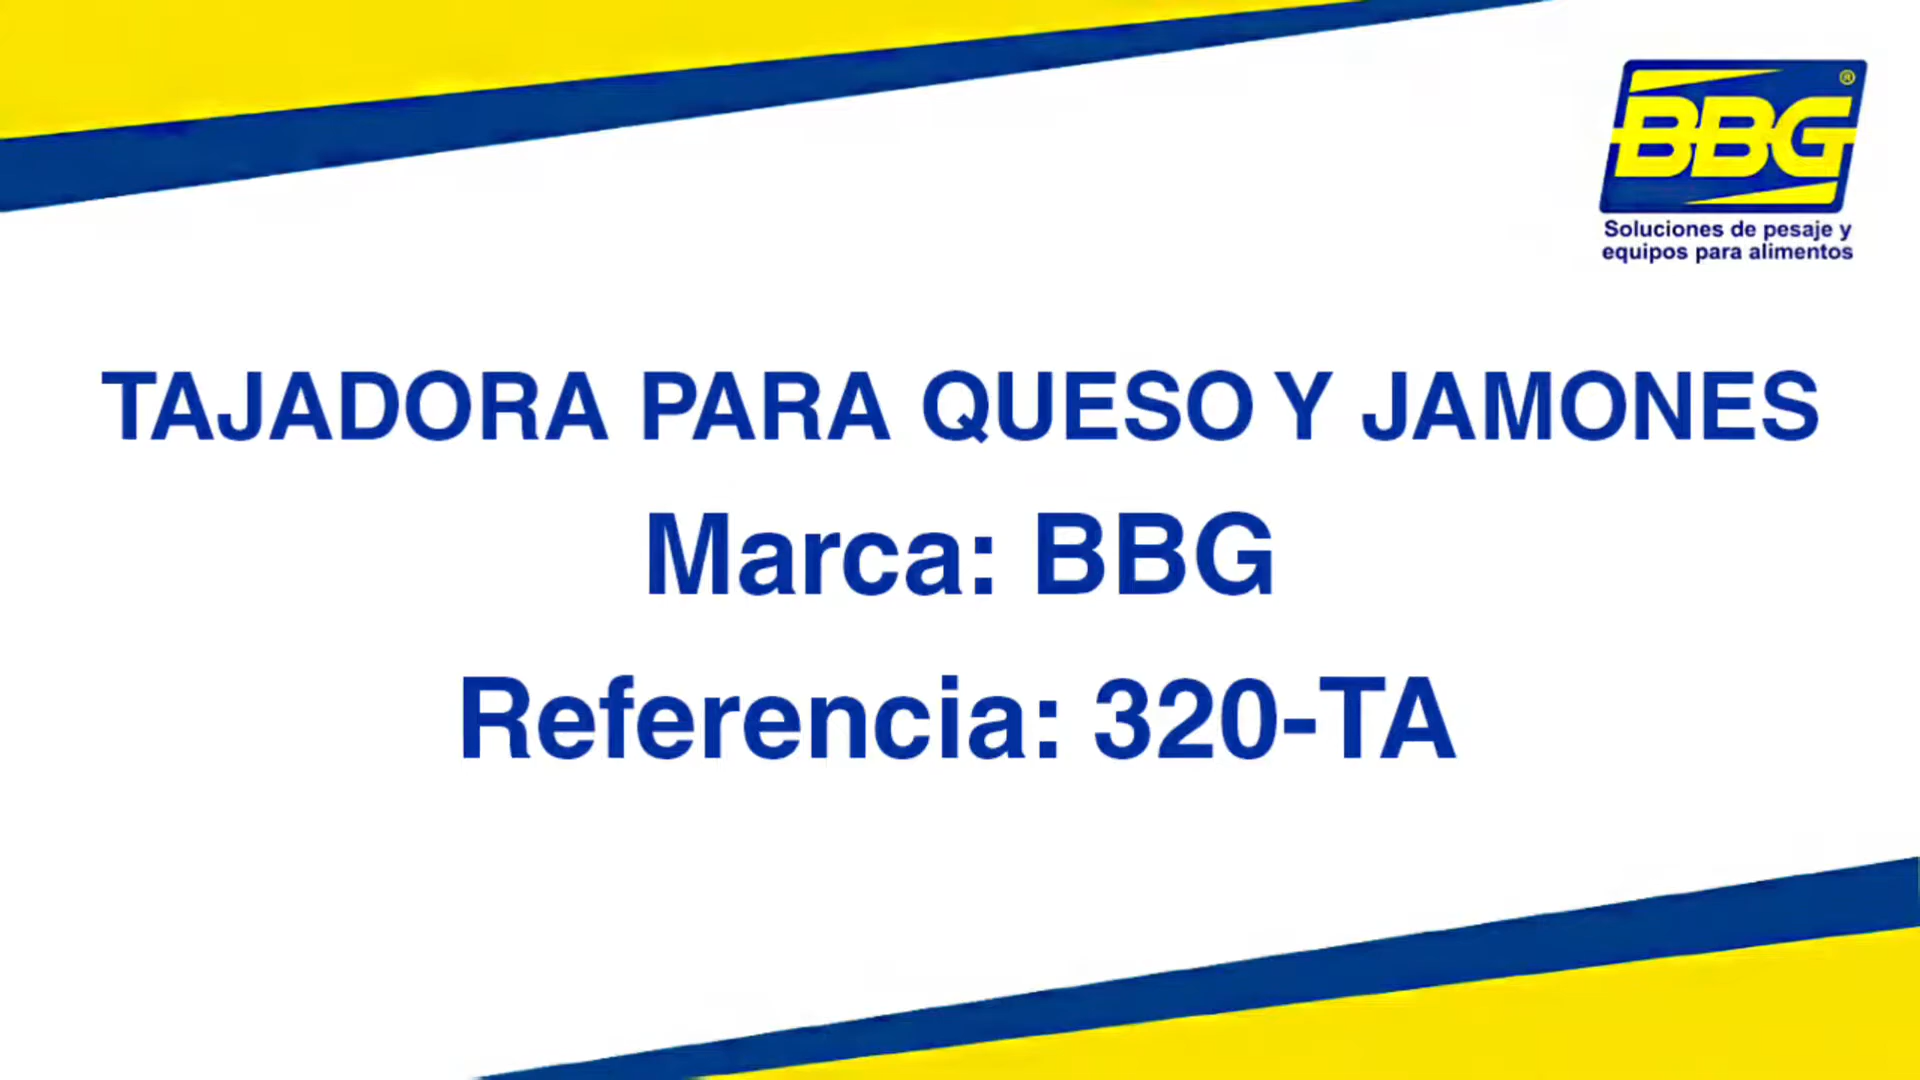 BBG®
Soluciones de pesaje y
equipos para alimentos
TAJADORA PARA QUESO Y JAMONES
Marca: BBG
Referencia: 320-TA